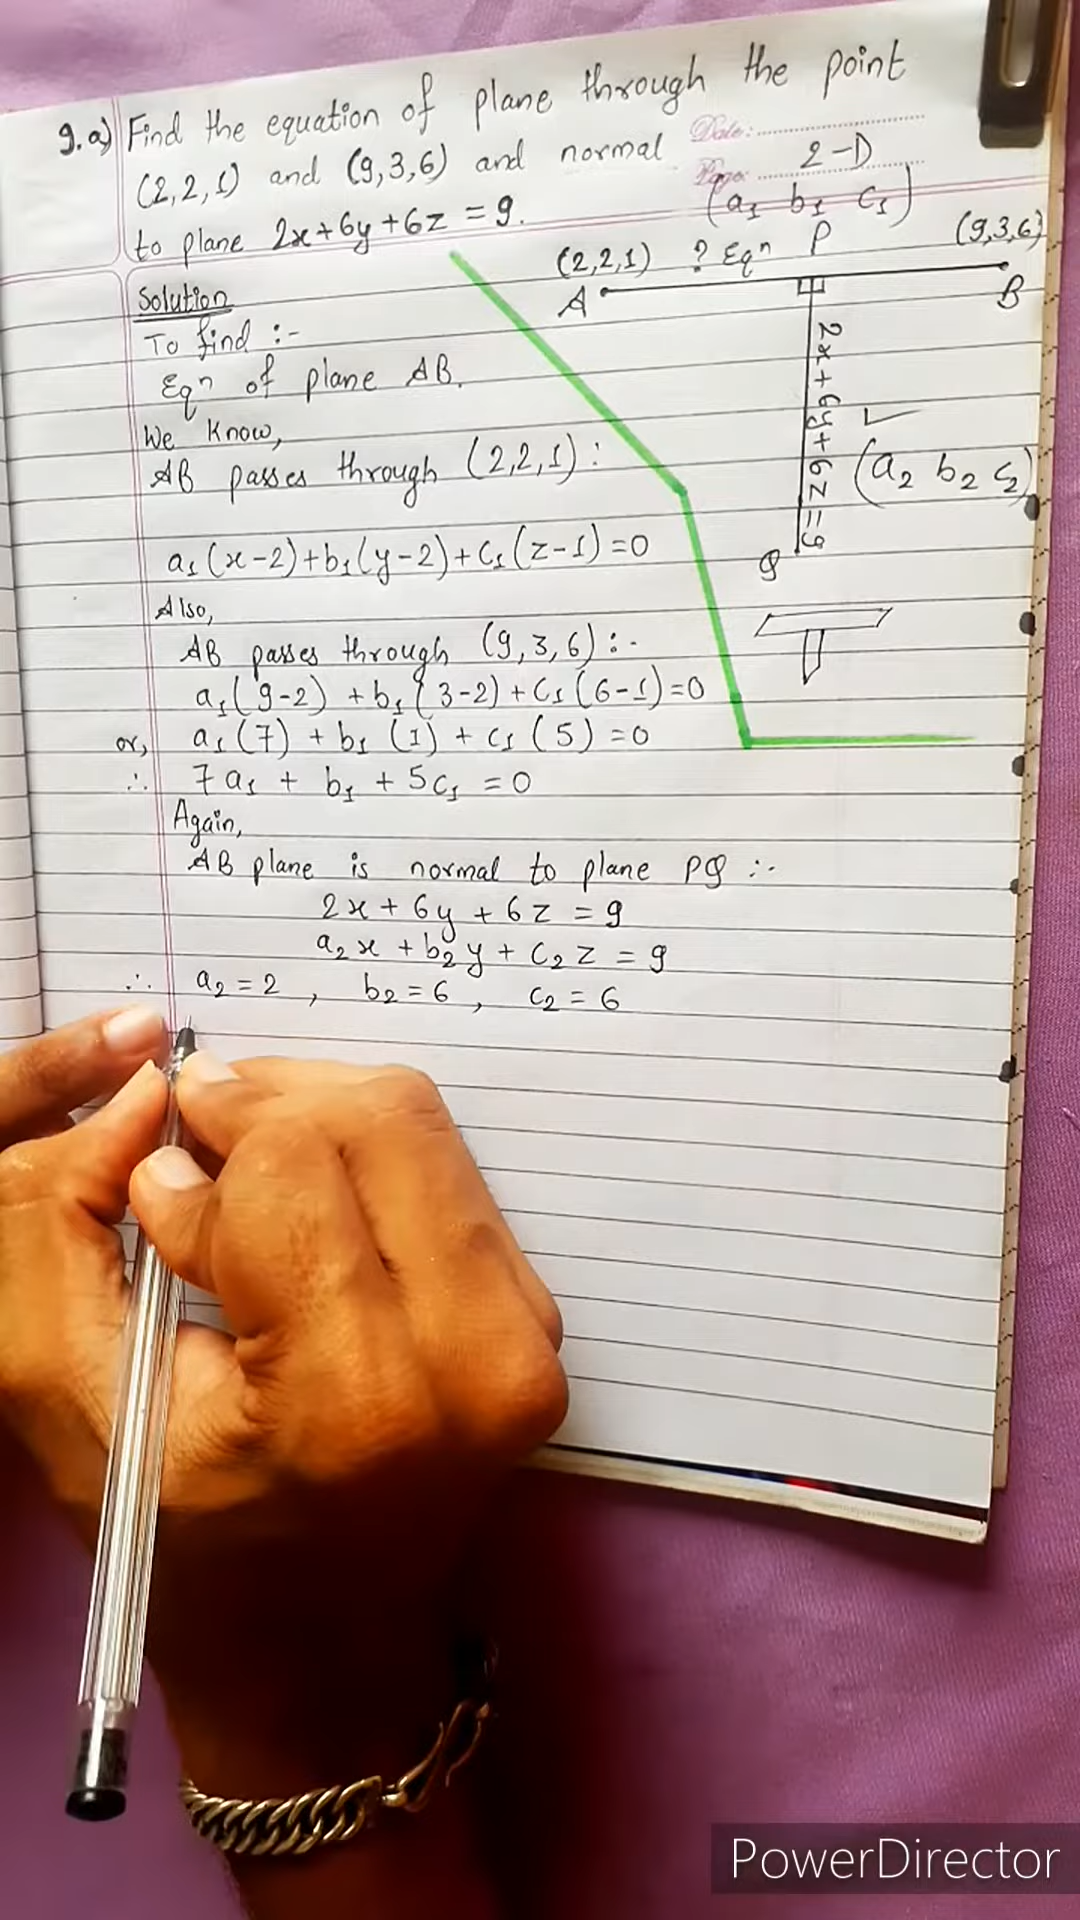 9.a) Find the equation of plane through the point
(2,2,1) and (9,3,6) and normal
to plane 2x+6y+6z = 9.
Date:
Page:
2-D
(a₁ b₁ c₁)
(2,2,1) ? Eqⁿ P (9,3,6)
A B
2x+6y+6z=9
(a₂ b₂ c₂)
Q
Solution
To find :-
Eqⁿ of plane AB.
We Know,
AB passes through (2,2,1):
a₁(x-2)+b₁(y-2)+c₁(z-1)=0
Also,
AB passes through (9,3,6) :-
a₁(9-2) +b₁(3-2)+c₁(6-1)=0
or, a₁(7) + b₁(1) + c₁(5) =0
∴ 7a₁ + b₁ + 5c₁ =0
Again,
AB plane is normal to plane PQ :-
2x+6y+6z = 9
a₂x + b₂y + c₂z = 9
∴ a₂=2 , b₂=6 , c₂ = 6
PowerDirector